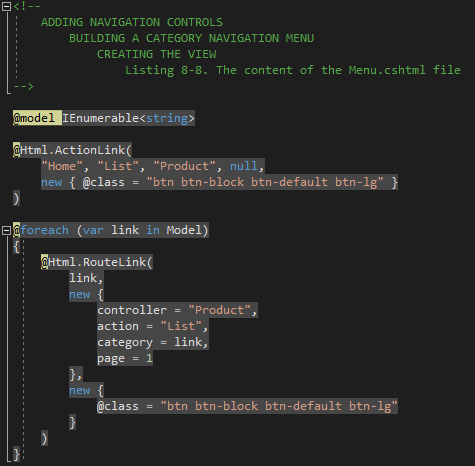 <!--
ADDING NAVIGATION CONTROLS
BUILDING A CATEGORY NAVIGATION MENU
CREATING THE VIEW
Listing 8-8. The content of the Menu.cshtml file
-->
@model IEnumerable<string>
@Html.ActionLink(
"Home", "List", "Product", null,
new { @class = "btn btn-block btn-default btn-lg" }
)
@foreach (var link in Model)
{
@Html.RouteLink(
link,
new {
controller = "Product",
action = "List",
category = link,
page = 1
},
new {
@class = "btn btn-block btn-default btn-lg"
}
)
}